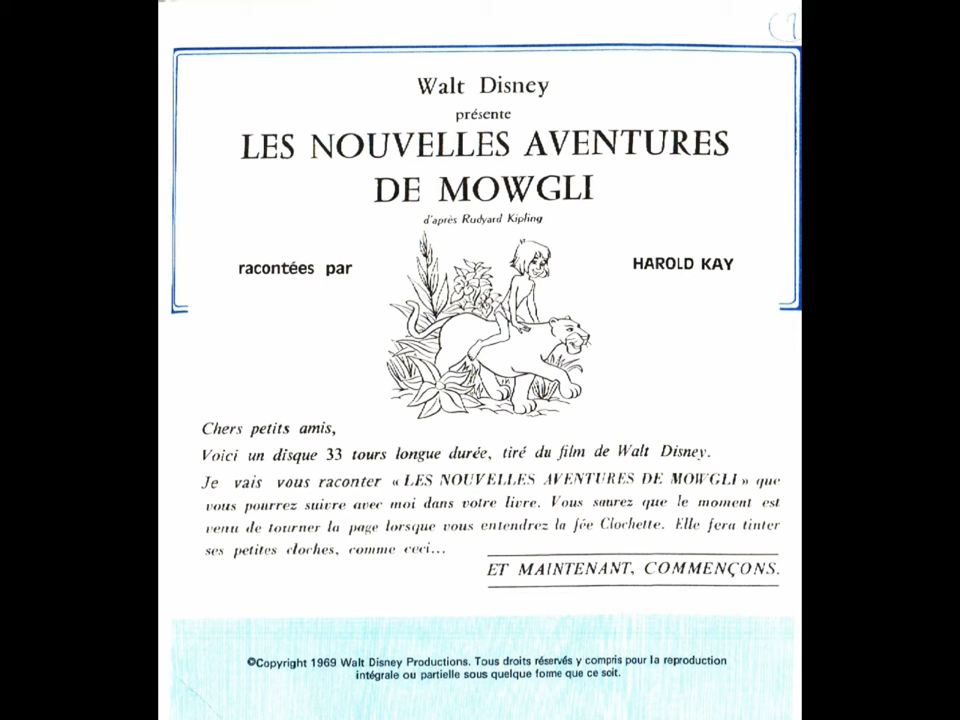 Walt Disney
présente
LES NOUVELLES AVENTURES
DE MOWGLI
d'après Rudyard Kipling
racontées par HAROLD KAY
Chers petits amis,
Voici un disque 33 tours longue durée, tiré du film de Walt Disney.
Je vais vous raconter « LES NOUVELLES AVENTURES DE MOWGLI » que
vous pourrez suivre avec moi dans votre livre. Vous saurez que le moment est
venu de tourner la page lorsque vous entendrez la fée Clochette. Elle fera tinter
ses petites cloches, comme ceci...
ET MAINTENANT, COMMENÇONS.
©Copyright 1969 Walt Disney Productions. Tous droits réservés y compris pour la reproduction
intégrale ou partielle sous quelque forme que ce soit.